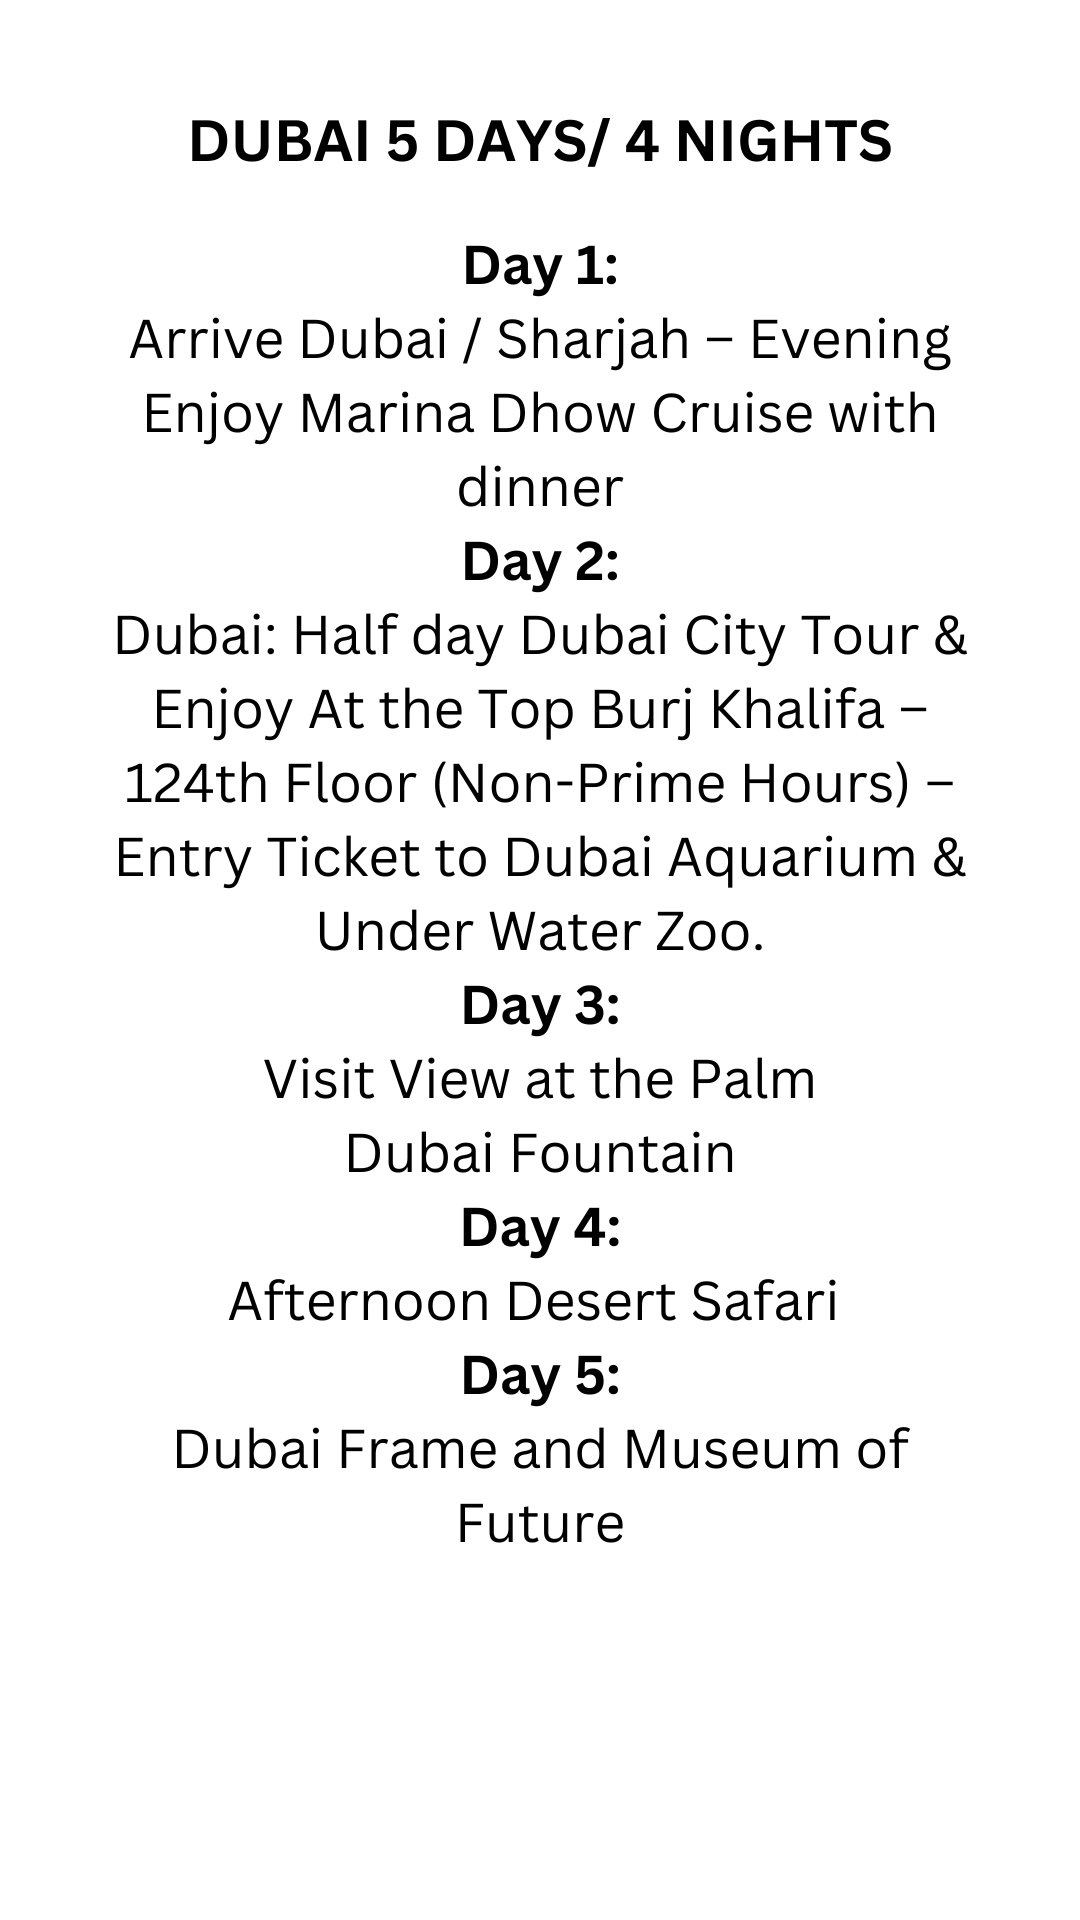 DUBAI 5 DAYS/ 4 NIGHTS
Day 1:
Arrive Dubai / Sharjah – Evening
Enjoy Marina Dhow Cruise with
dinner
Day 2:
Dubai: Half day Dubai City Tour &
Enjoy At the Top Burj Khalifa –
124th Floor (Non-Prime Hours) –
Entry Ticket to Dubai Aquarium &
Under Water Zoo.
Day 3:
Visit View at the Palm
Dubai Fountain
Day 4:
Afternoon Desert Safari
Day 5:
Dubai Frame and Museum of
Future